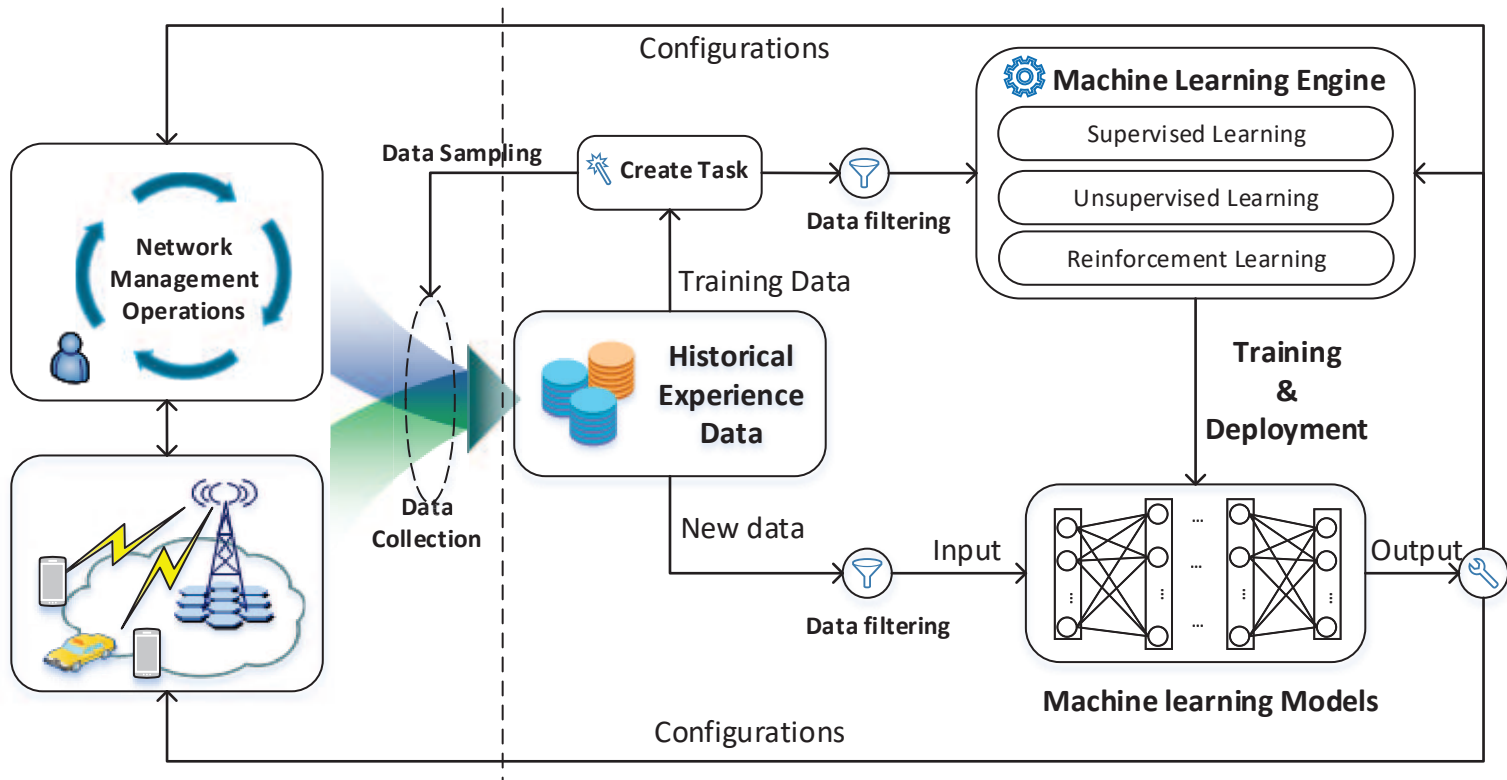 Configurations
Machine Learning Engine
Supervised Learning
Unsupervised Learning
Reinforcement Learning
Data Sampling
Create Task
Data filtering
Network
Management
Operations
Training Data
Historical
Experience
Data
Training
&
Deployment
Data
Collection
New data
Data filtering
Input
...
...
...
...
...
...
...
Output
Machine learning Models
Configurations